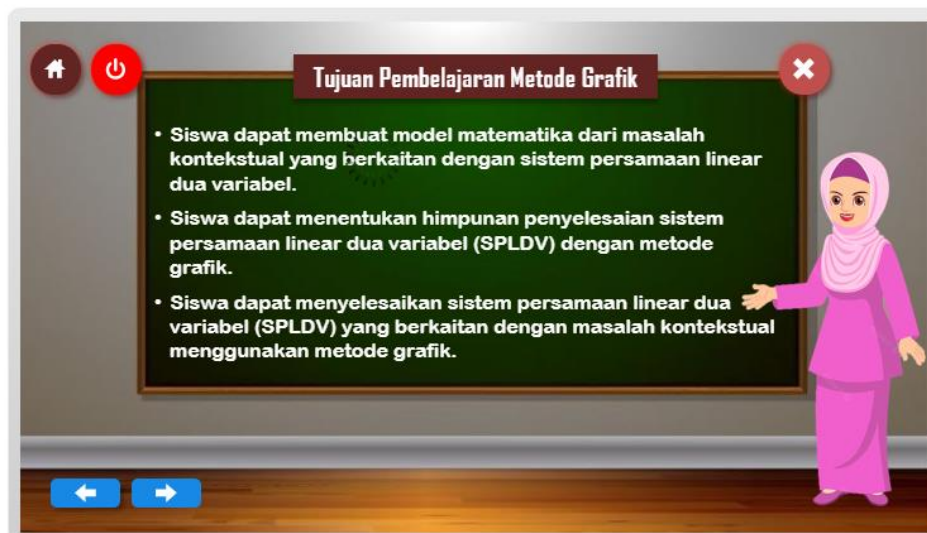 Tujuan Pembelajaran Metode Grafik
• Siswa dapat membuat model matematika dari masalah
kontekstual yang berkaitan dengan sistem persamaan linear
dua variabel.
• Siswa dapat menentukan himpunan penyelesaian sistem
persamaan linear dua variabel (SPLDV) dengan metode
grafik.
• Siswa dapat menyelesaikan sistem persamaan linear dua
variabel (SPLDV) yang berkaitan dengan masalah kontekstual
menggunakan metode grafik.